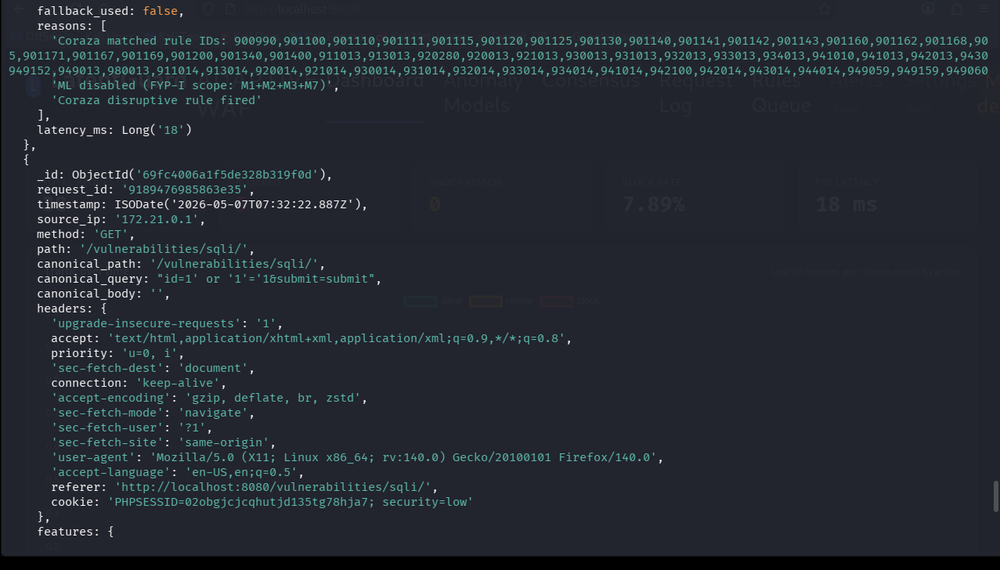 fallback_used: false,
reasons: [
'Coraza matched rule IDs: 900990,901100,901110,901111,901115,901120,901125,901130,901140,901141,901142,901143,901160,901162,901168,90
5,901171,901167,901169,901200,901340,901400,911013,913013,920280,920013,921013,930013,931013,932013,933013,934013,941010,941013,942013,9430
949152,949013,980013,911014,913014,920014,921014,930014,931014,932014,933014,934014,941014,942100,942014,943014,944014,949059,949159,949060
'ML disabled (FYP-I scope: M1+M2+M3+M7)',
'Coraza disruptive rule fired'
],
latency_ms: Long('18')
},
{
_id: ObjectId('69fc4006a1f5de328b319f0d'),
request_id: '9189476985863e35',
timestamp: ISODate('2026-05-07T07:32:22.887Z'),
source_ip: '172.21.0.1',
method: 'GET',
path: '/vulnerabilities/sqli/',
canonical_path: '/vulnerabilities/sqli/',
canonical_query: "id=1' or '1'='1&submit=submit",
canonical_body: '',
headers: {
'upgrade-insecure-requests': '1',
accept: 'text/html,application/xhtml+xml,application/xml;q=0.9,*/*;q=0.8',
priority: 'u=0, i',
'sec-fetch-dest': 'document',
connection: 'keep-alive',
'accept-encoding': 'gzip, deflate, br, zstd',
'sec-fetch-mode': 'navigate',
'sec-fetch-user': '?1',
'sec-fetch-site': 'same-origin',
'user-agent': 'Mozilla/5.0 (X11; Linux x86_64; rv:140.0) Gecko/20100101 Firefox/140.0',
'accept-language': 'en-US,en;q=0.5',
referer: 'http://localhost:8080/vulnerabilities/sqli/',
cookie: 'PHPSESSID=02obgjcjcqhutjd135tg78hja7; security=low'
},
features: {
Dashboard
Anomaly Models
Consensus
Request Log
Rules Queue
Alerts
Settings
WAF
UNDER REVIEW
0
BLOCK RATE
7.89%
P95 LATENCY
18 ms